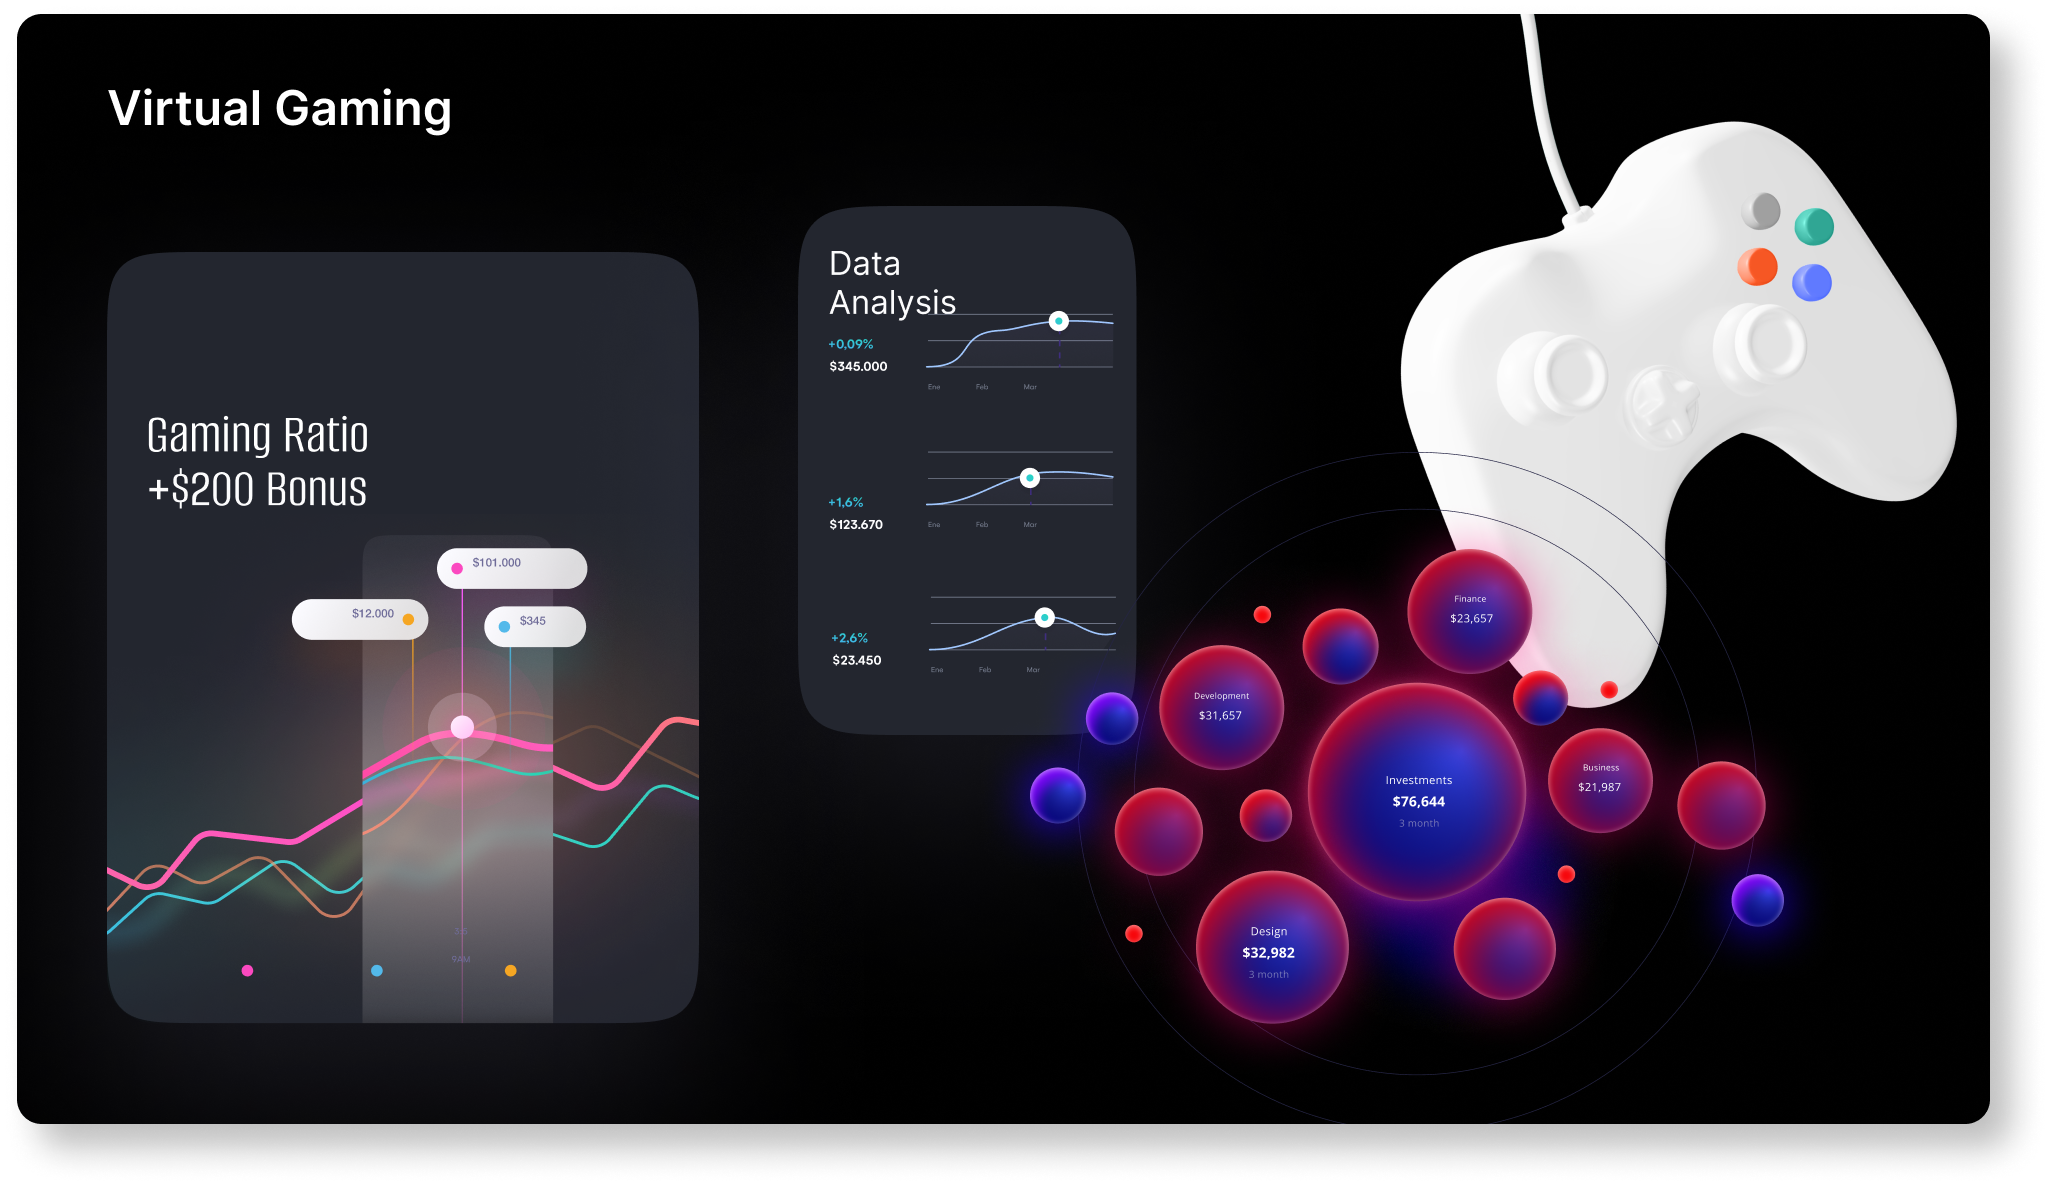 Virtual Gaming
Gaming Ratio
+$200 Bonus
$101.000
$12.000
$345
9AM
Data
Analysis
+0,09%
$345.000
Ene Feb Mar
+1,6%
$123.670
Ene Feb Mar
+2,6%
$23.450
Ene Feb Mar
Finance
$23,657
Development
$31,657
Investments
$76,644
3 month
Business
$21,987
Design
$32,982
3 month